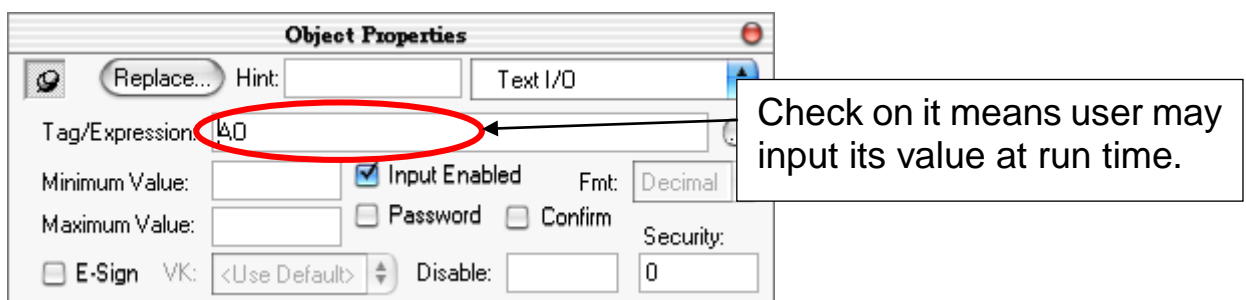 Object Properties
Replace... Hint: Text I/O
Tag/Expression: AO
Minimum Value: Input Enabled Fmt: Decimal
Maximum Value: Password Confirm
Security:
E-Sign VK: <Use Default> Disable: 0
Check on it means user may
input its value at run time.